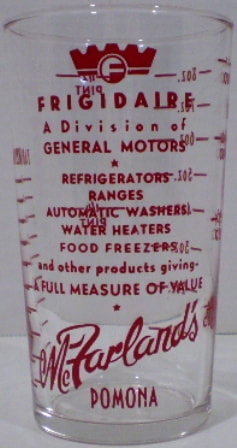 F
FRIGIDAIRE
A Division of
GENERAL MOTORS
★
REFRIGERATORS
RANGES
AUTOMATIC WASHERS
WATER HEATERS
FOOD FREEZERS
and other products giving-
A FULL MEASURE OF VALUE
★
McFarland's
POMONA